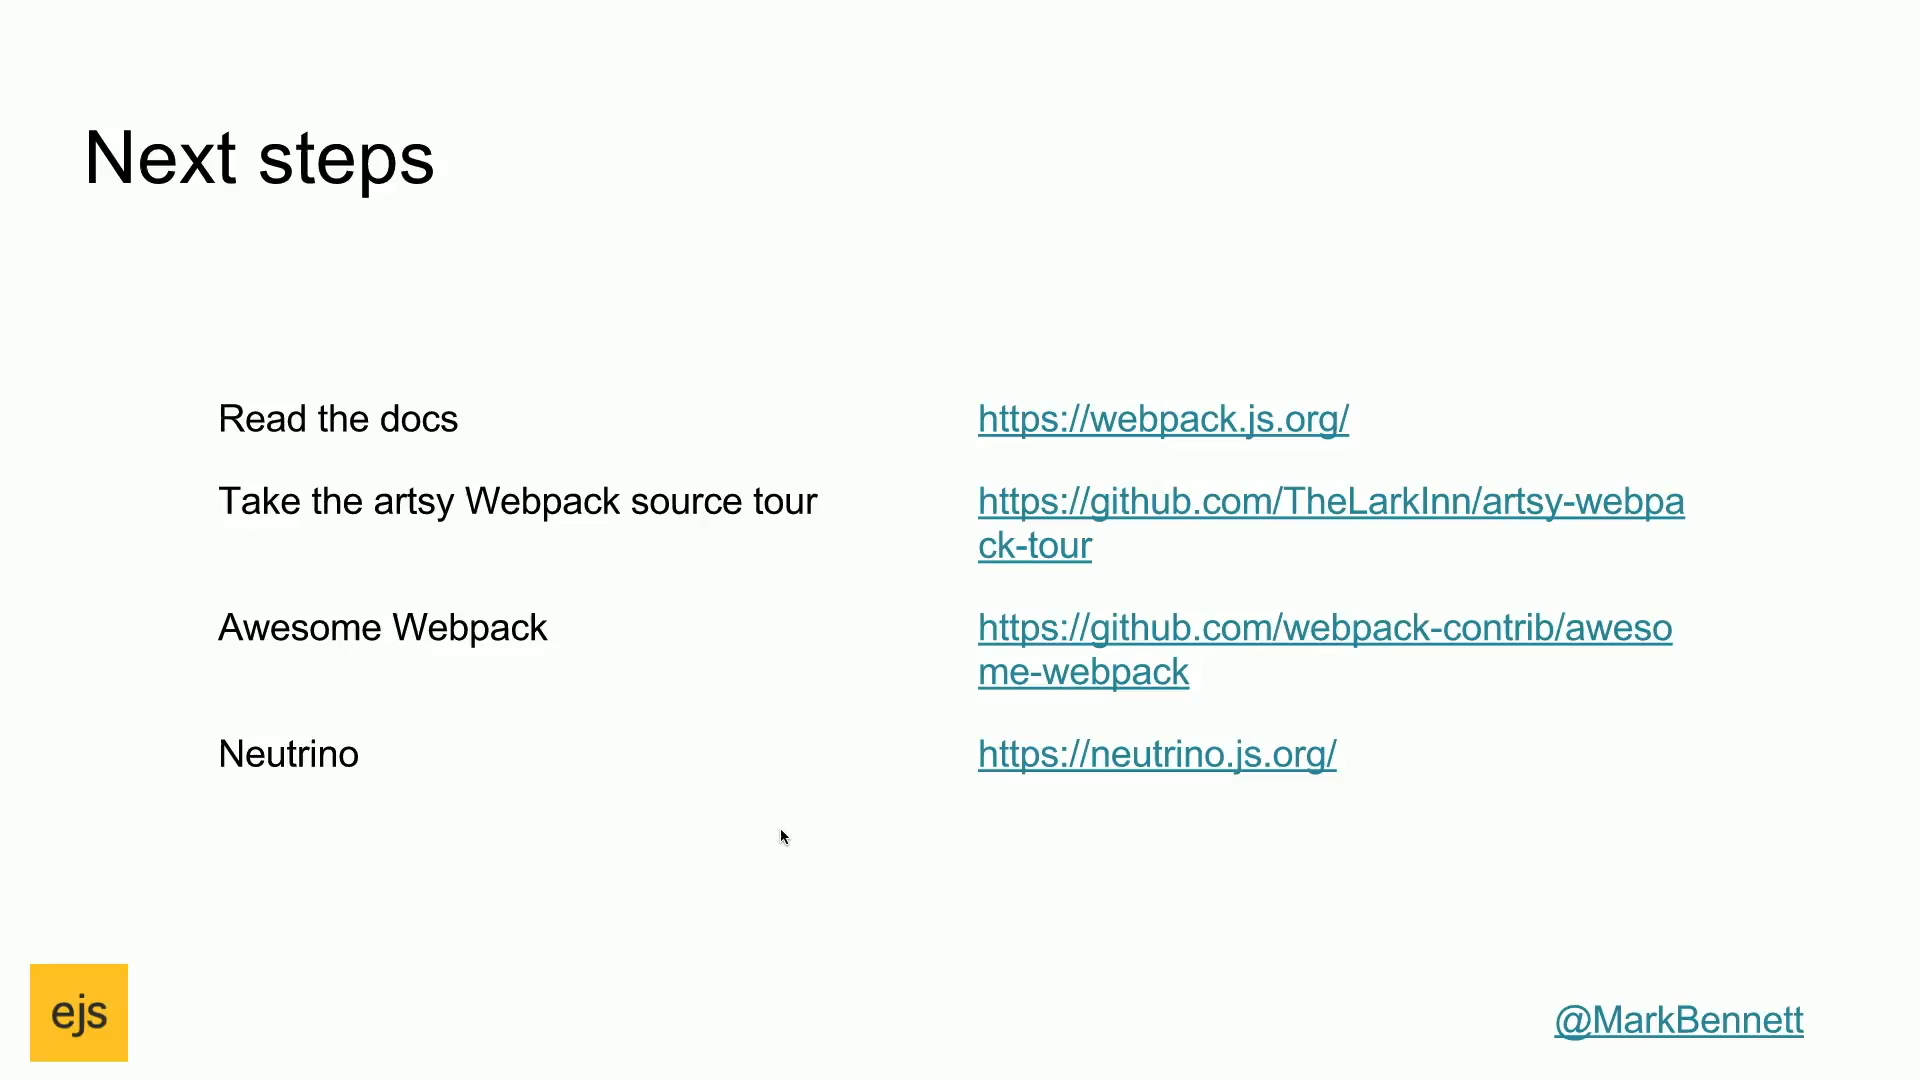 Next steps
Read the docs
https://webpack.js.org/
Take the artsy Webpack source tour
https://github.com/TheLarkInn/artsy-webpa
ck-tour
Awesome Webpack
https://github.com/webpack-contrib/aweso
me-webpack
Neutrino
https://neutrino.js.org/
ejs
@MarkBennett